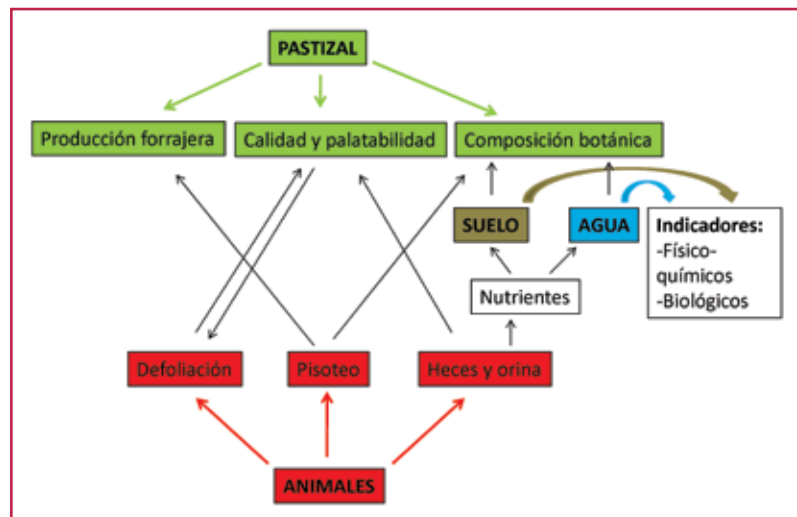 PASTIZAL
Producción forrajera
Calidad y palatabilidad
Composición botánica
SUELO
AGUA
Indicadores:
-Físico-
químicos
-Biológicos
Nutrientes
Defoliación
Pisoteo
Heces y orina
ANIMALES